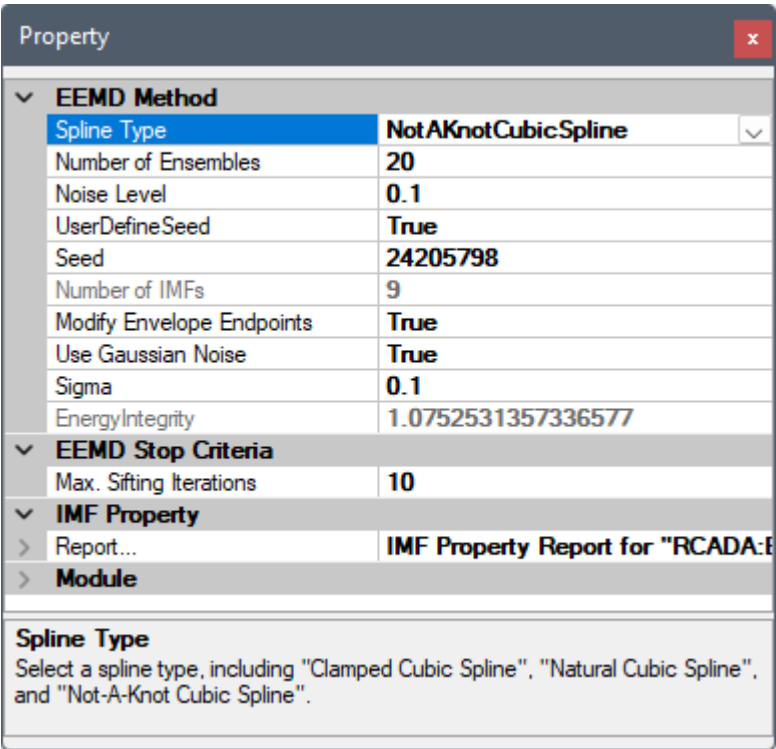 Property
x
EEMD Method
Spline Type NotAKnotCubicSpline
Number of Ensembles 20
Noise Level 0.1
UserDefineSeed True
Seed 24205798
Number of IMFs 9
Modify Envelope Endpoints True
Use Gaussian Noise True
Sigma 0.1
EnergyIntegrity 1.0752531357336577
EEMD Stop Criteria
Max. Sifting Iterations 10
IMF Property
Report... IMF Property Report for "RCADA:E
Module
Spline Type
Select a spline type, including "Clamped Cubic Spline", "Natural Cubic Spline",
and "Not-A-Knot Cubic Spline".